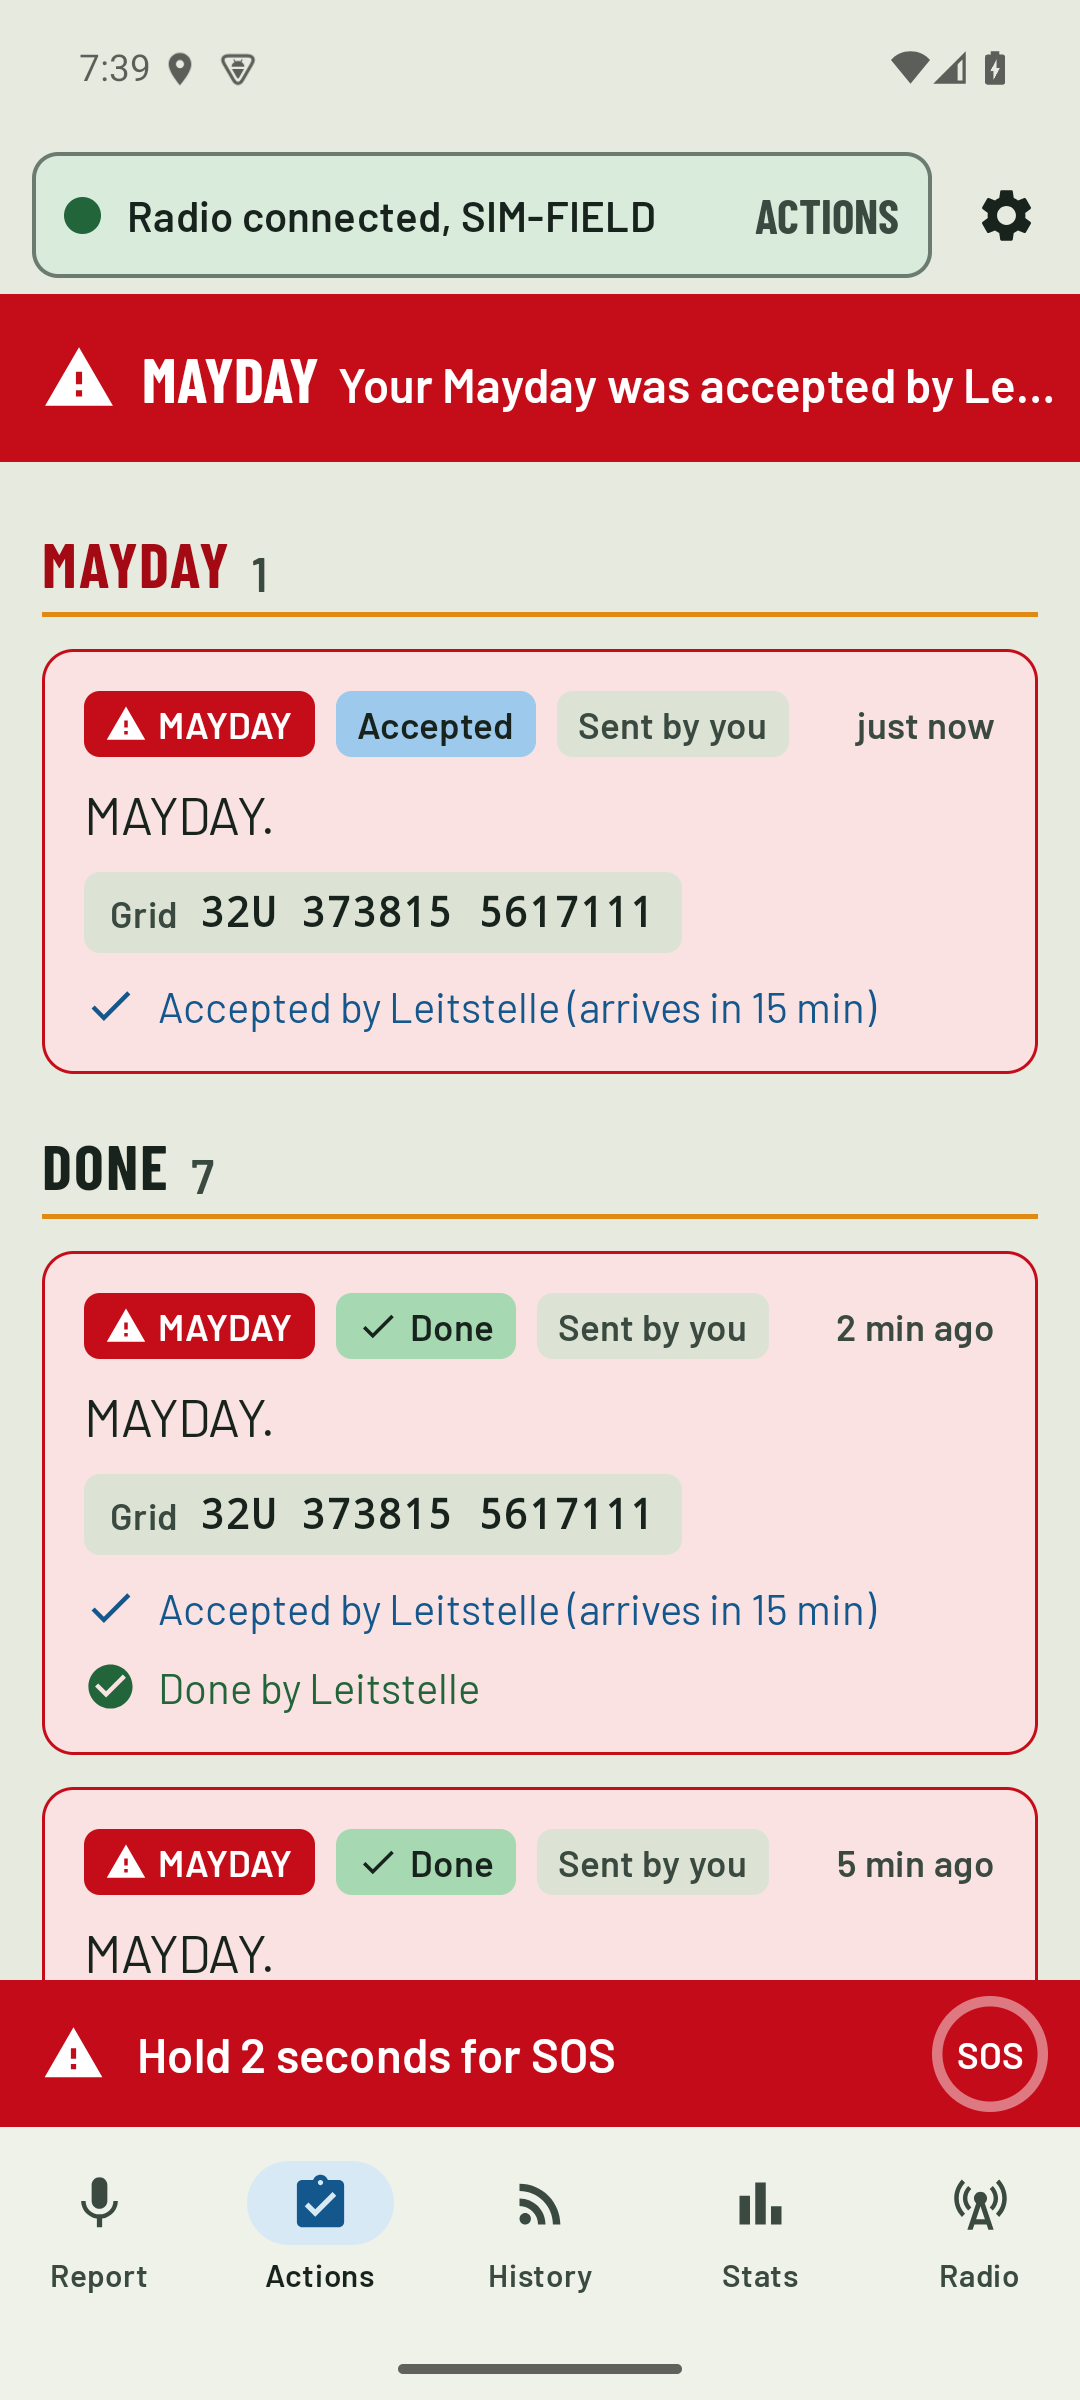 7:39
Radio connected, SIM-FIELD ACTIONS
MAYDAY Your Mayday was accepted by Le...
MAYDAY 1
MAYDAY Accepted Sent by you just now
MAYDAY.
Grid 32U 373815 5617111
Accepted by Leitstelle (arrives in 15 min)
DONE 7
MAYDAY Done Sent by you 2 min ago
MAYDAY.
Grid 32U 373815 5617111
Accepted by Leitstelle (arrives in 15 min)
Done by Leitstelle
MAYDAY Done Sent by you 5 min ago
MAYDAY.
Hold 2 seconds for SOS SOS
Report Actions History Stats Radio